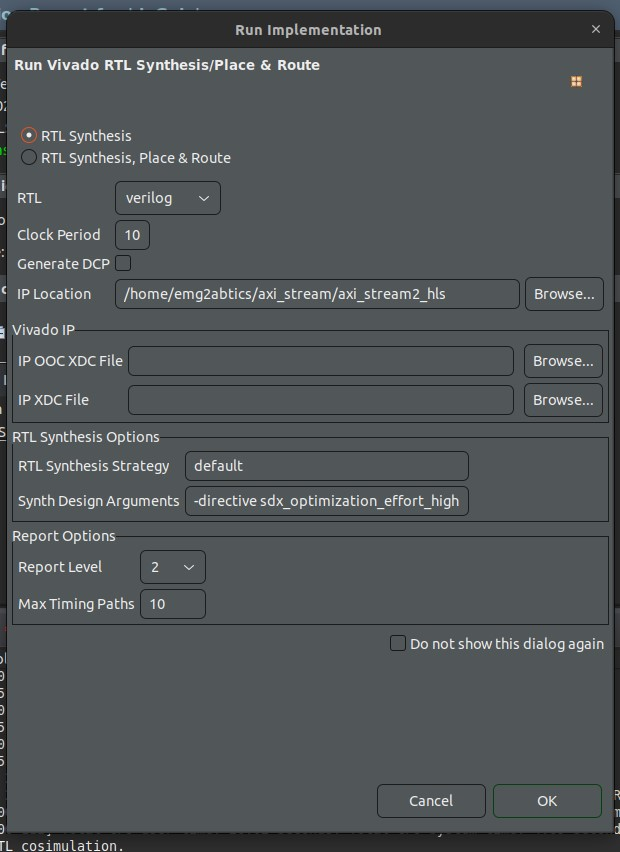 Run Implementation
Run Vivado RTL Synthesis/Place & Route
RTL Synthesis
RTL Synthesis, Place & Route
RTL verilog
Clock Period 10
Generate DCP
IP Location /home/emg2abtics/axi_stream/axi_stream2_hls Browse...
Vivado IP
IP OOC XDC File Browse...
IP XDC File Browse...
RTL Synthesis Options
RTL Synthesis Strategy default
Synth Design Arguments -directive sdx_optimization_effort_high
Report Options
Report Level 2
Max Timing Paths 10
Do not show this dialog again
Cancel OK
TL cosimulation.